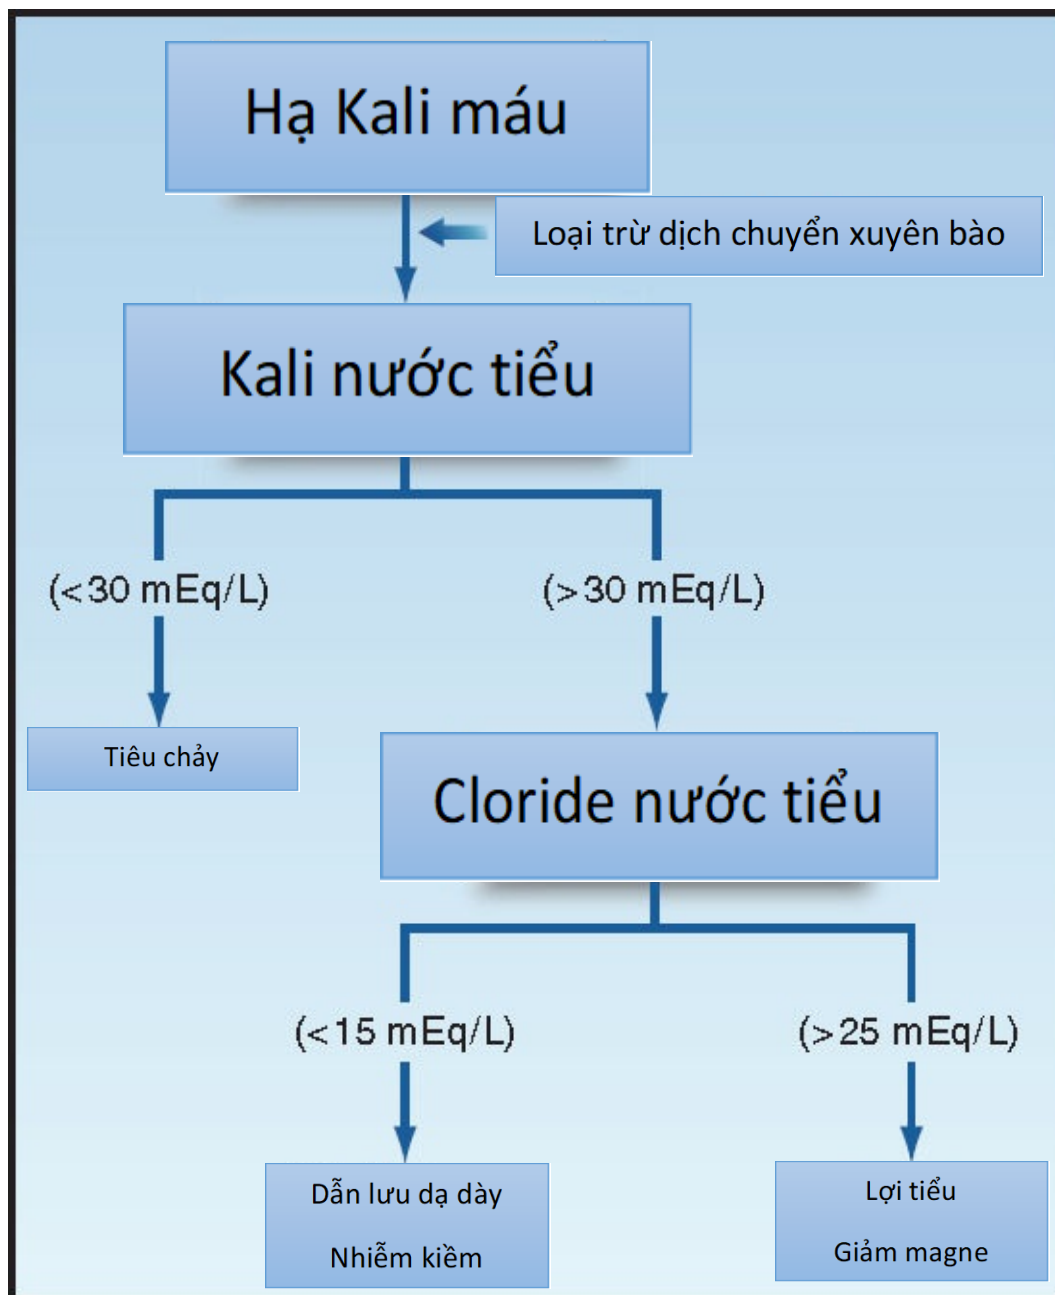 Hạ Kali máu
Loại trừ dịch chuyển xuyên bào
Kali nước tiểu
(<30 mEq/L)
(>30 mEq/L)
Tiêu chảy
Cloride nước tiểu
(<15 mEq/L)
(>25 mEq/L)
Dẫn lưu dạ dày
Nhiễm kiềm
Lợi tiểu
Giảm magne